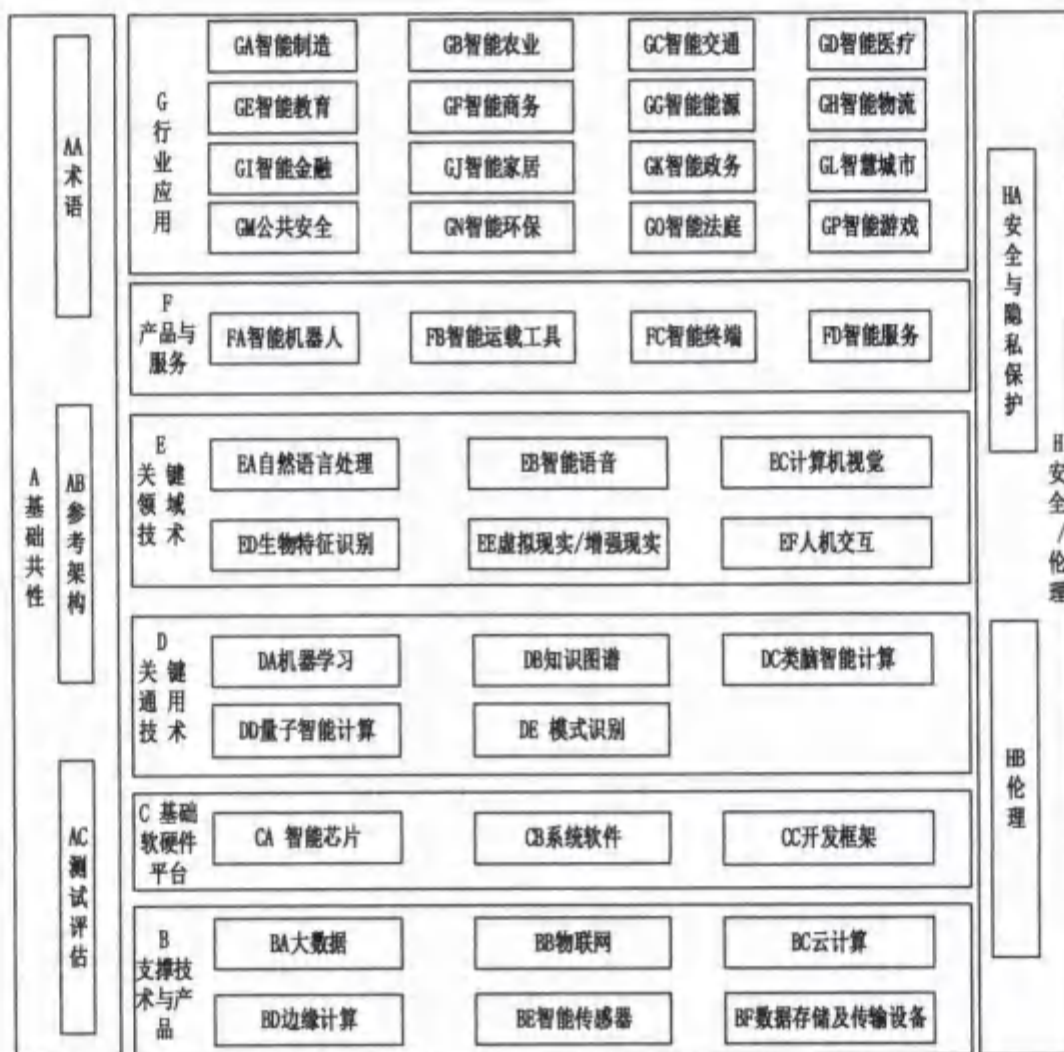 A
基
础
共
性
AA
术
语
AB
参
考
架
构
AC
测
试
评
估
G
行
业
应
用
GA智能制造 GB智能农业 GC智能交通 GD智能医疗
GE智能教育 GF智能商务 GG智能能源 GH智能物流
GI智能金融 GJ智能家居 GK智能政务 GL智慧城市
GM公共安全 GN智能环保 GO智能法庭 GP智能游戏
F
产品与
服务
FA智能机器人 FB智能运载工具 FC智能终端 FD智能服务
E
关 键
领 域
技 术
EA自然语言处理 EB智能语音 EC计算机视觉
ED生物特征识别 EE虚拟现实/增强现实 EF人机交互
D
关 键
通 用
技 术
DA机器学习 DB知识图谱 DC类脑智能计算
DD量子智能计算 DE 模式识别
C 基础
软硬件
平台
CA 智能芯片 CB系统软件 CC开发框架
B
支撑技
术与产
品
BA大数据 BB物联网 BC云计算
BD边缘计算 BE智能传感器 BF数据存储及传输设备
HA
安
全
与
隐
私
保
护
HB
伦
理
H
安
全
/
伦
理